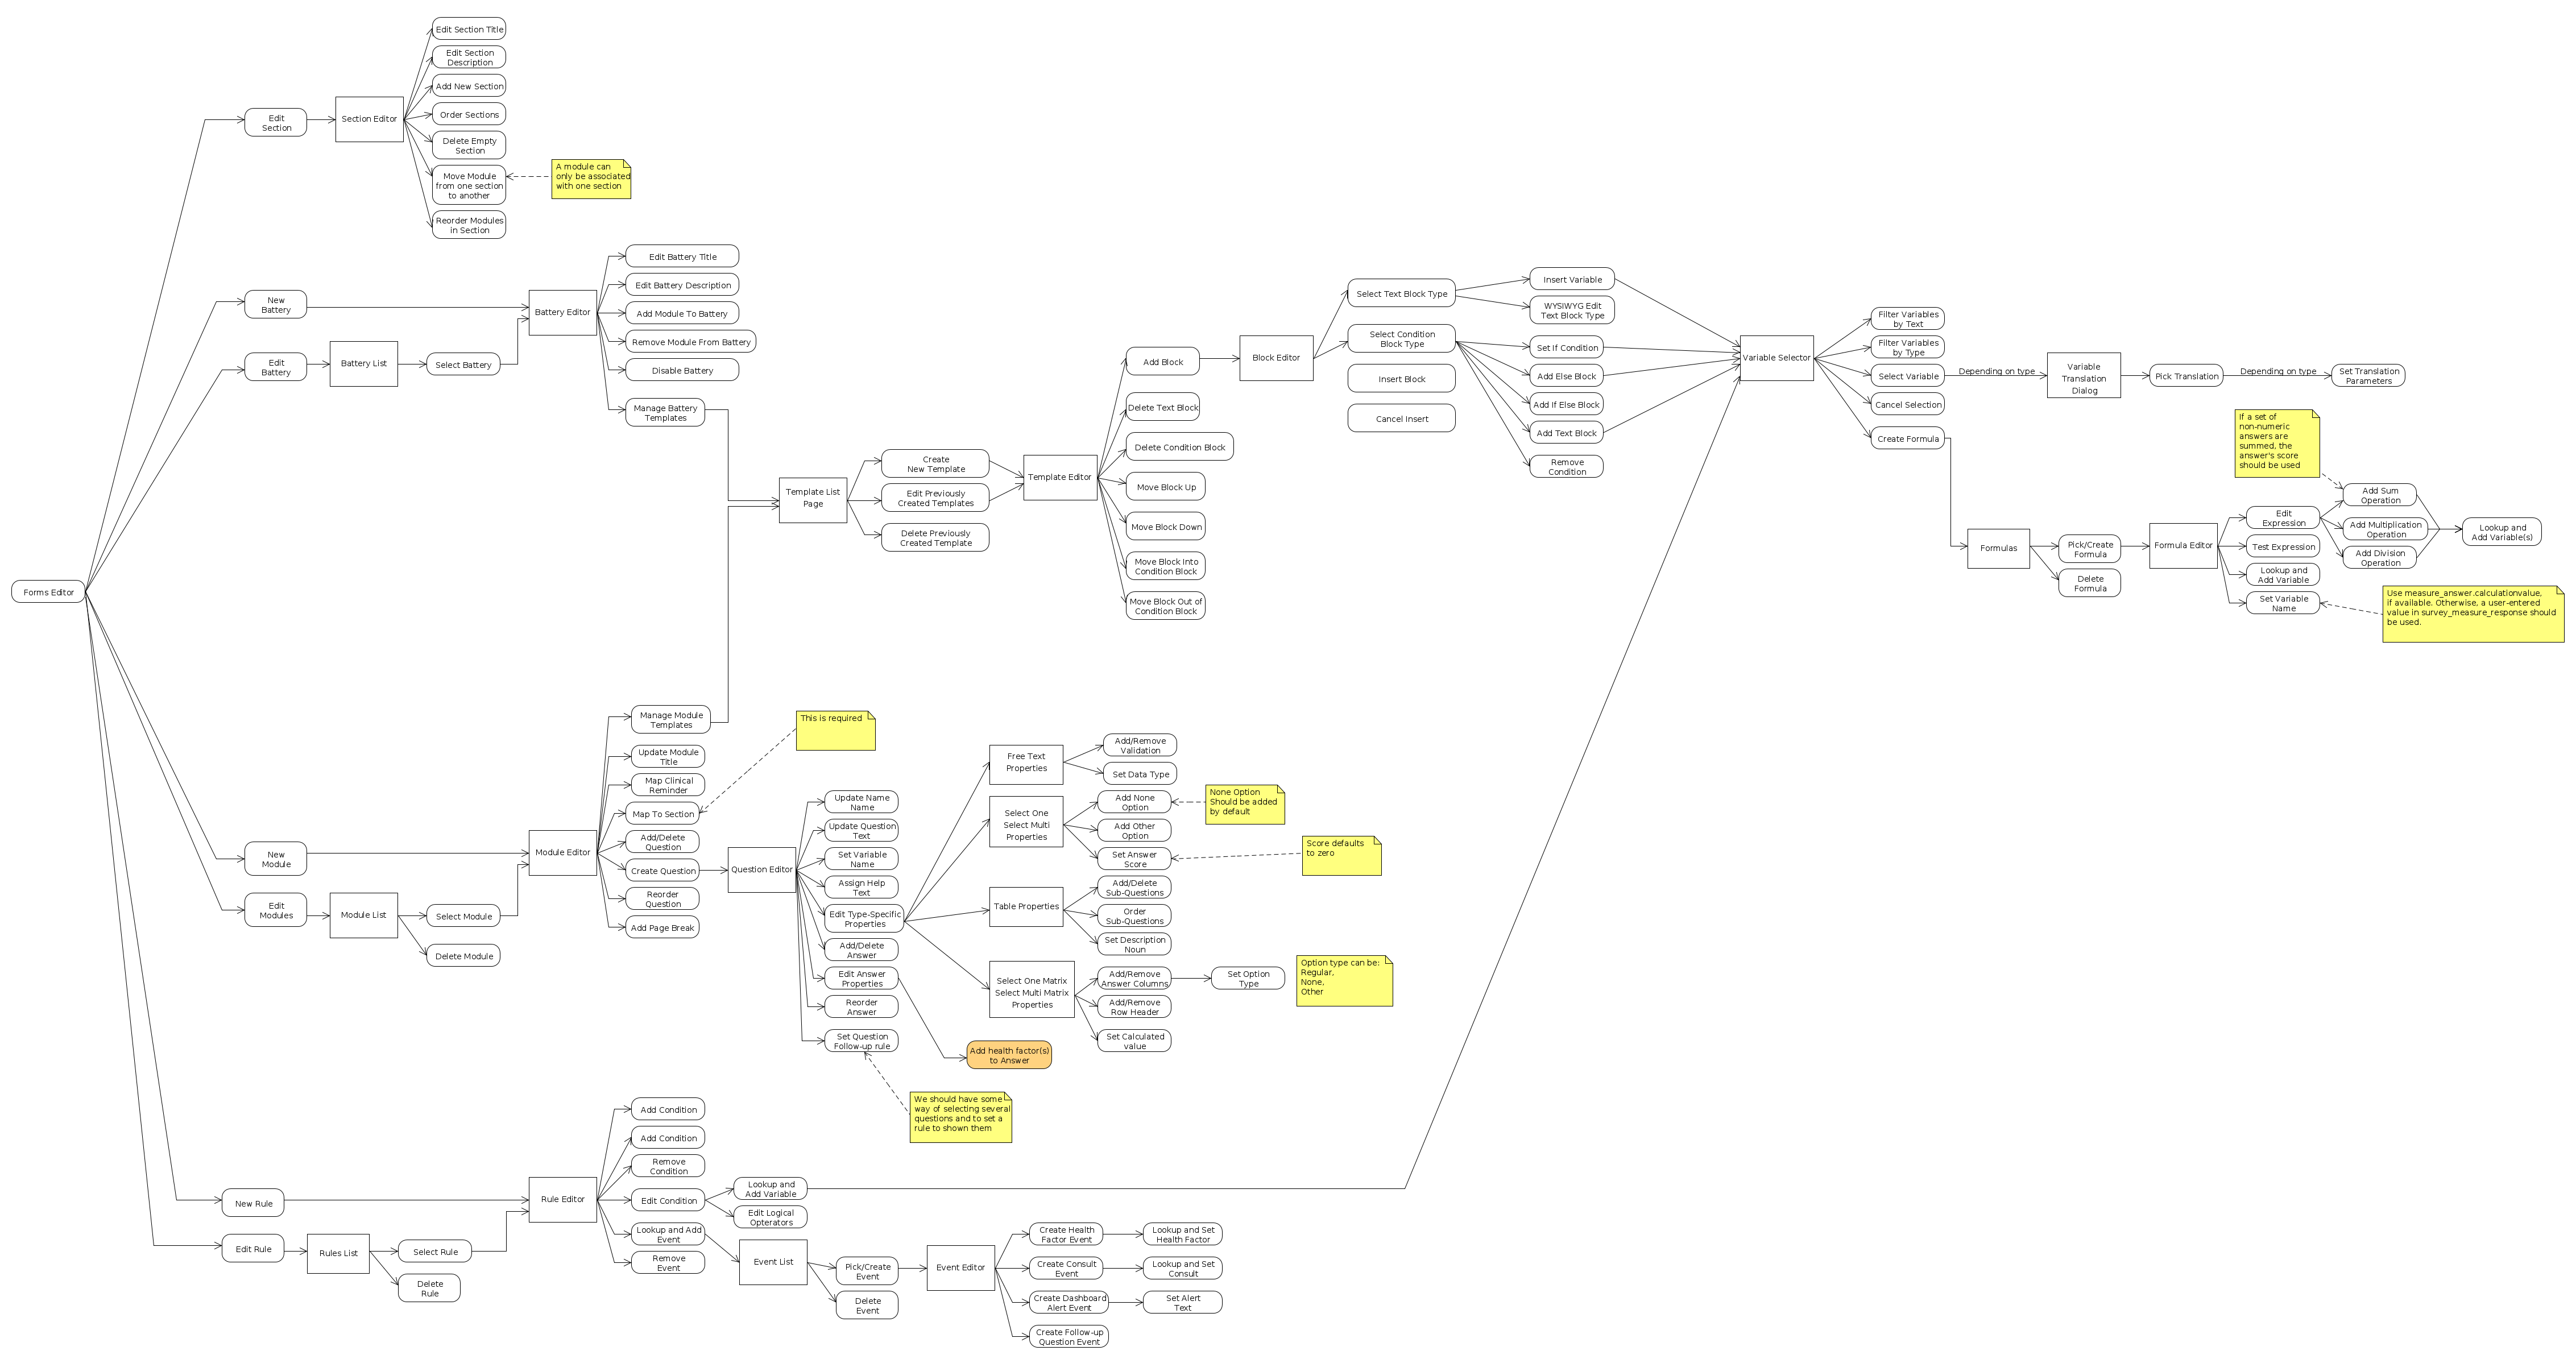 Forms Editor
Edit
Section
Section Editor
Edit Section Title
Edit Section
Description
Add New Section
Order Sections
Delete Empty
Section
Move Module
from one section
to another
A module can
only be associated
with one section
Reorder Modules
in Section
New
Battery
Edit
Battery
Battery List
Select Battery
Battery Editor
Edit Battery Title
Edit Battery Description
Add Module To Battery
Remove Module From Battery
Disable Battery
Manage Battery
Templates
Template List
Page
Create
New Template
Edit Previously
Created Templates
Delete Previously
Created Template
Template Editor
Add Block
Delete Text Block
Delete Condition Block
Move Block Up
Move Block Down
Move Block Into
Condition Block
Move Block Out of
Condition Block
Block Editor
Select Text Block Type
Select Condition
Block Type
Insert Block
Cancel Insert
Insert Variable
WYSIWYG Edit
Text Block Type
Set If Condition
Add Else Block
Add If Else Block
Add Text Block
Remove
Condition
Variable Selector
Filter Variables
by Text
Filter Variables
by Type
Select Variable
Cancel Selection
Create Formula
Depending on type
Variable
Translation
Dialog
Pick Translation
Depending on type
Set Translation
Parameters
If a set of
non-numeric
answers are
summed, the
answer's score
should be used
Formulas
Pick/Create
Formula
Delete
Formula
Formula Editor
Edit
Expression
Test Expression
Lookup and
Add Variable
Set Variable
Name
Add Sum
Operation
Add Multiplication
Operation
Add Division
Operation
Lookup and
Add Variable(s)
Use measure_answer.calculationvalue,
if available. Otherwise, a user-entered
value in survey_measure_response should
be used.
New
Module
Edit
Modules
Module List
Select Module
Delete Module
Module Editor
Manage Module
Templates
Update Module
Title
Map Clinical
Reminder
Map To Section
Add/Delete
Question
Create Question
Reorder
Question
Add Page Break
This is required
Question Editor
Update Name
Name
Update Question
Text
Set Variable
Name
Assign Help
Text
Edit Type-Specific
Properties
Add/Delete
Answer
Edit Answer
Properties
Reorder
Answer
Set Question
Follow-up rule
Free Text
Properties
Add/Remove
Validation
Set Data Type
Select One
Select Multi
Properties
Add None
Option
Add Other
Option
Set Answer
Score
None Option
Should be added
by default
Score defaults
to zero
Table Properties
Add/Delete
Sub-Questions
Order
Sub-Questions
Set Description
Noun
Select One Matrix
Select Multi Matrix
Properties
Add/Remove
Answer Columns
Add/Remove
Row Header
Set Calculated
value
Set Option
Type
Option type can be:
Regular,
None,
Other
Add health factor(s)
to Answer
We should have some
way of selecting several
questions and to set a
rule to shown them
New Rule
Edit Rule
Rules List
Select Rule
Delete
Rule
Rule Editor
Add Condition
Add Condition
Remove
Condition
Edit Condition
Lookup and Add
Event
Remove
Event
Lookup and
Add Variable
Edit Logical
Opterators
Event List
Pick/Create
Event
Delete
Event
Event Editor
Create Health
Factor Event
Create Consult
Event
Create Dashboard
Alert Event
Create Follow-up
Question Event
Lookup and Set
Health Factor
Lookup and Set
Consult
Set Alert
Text